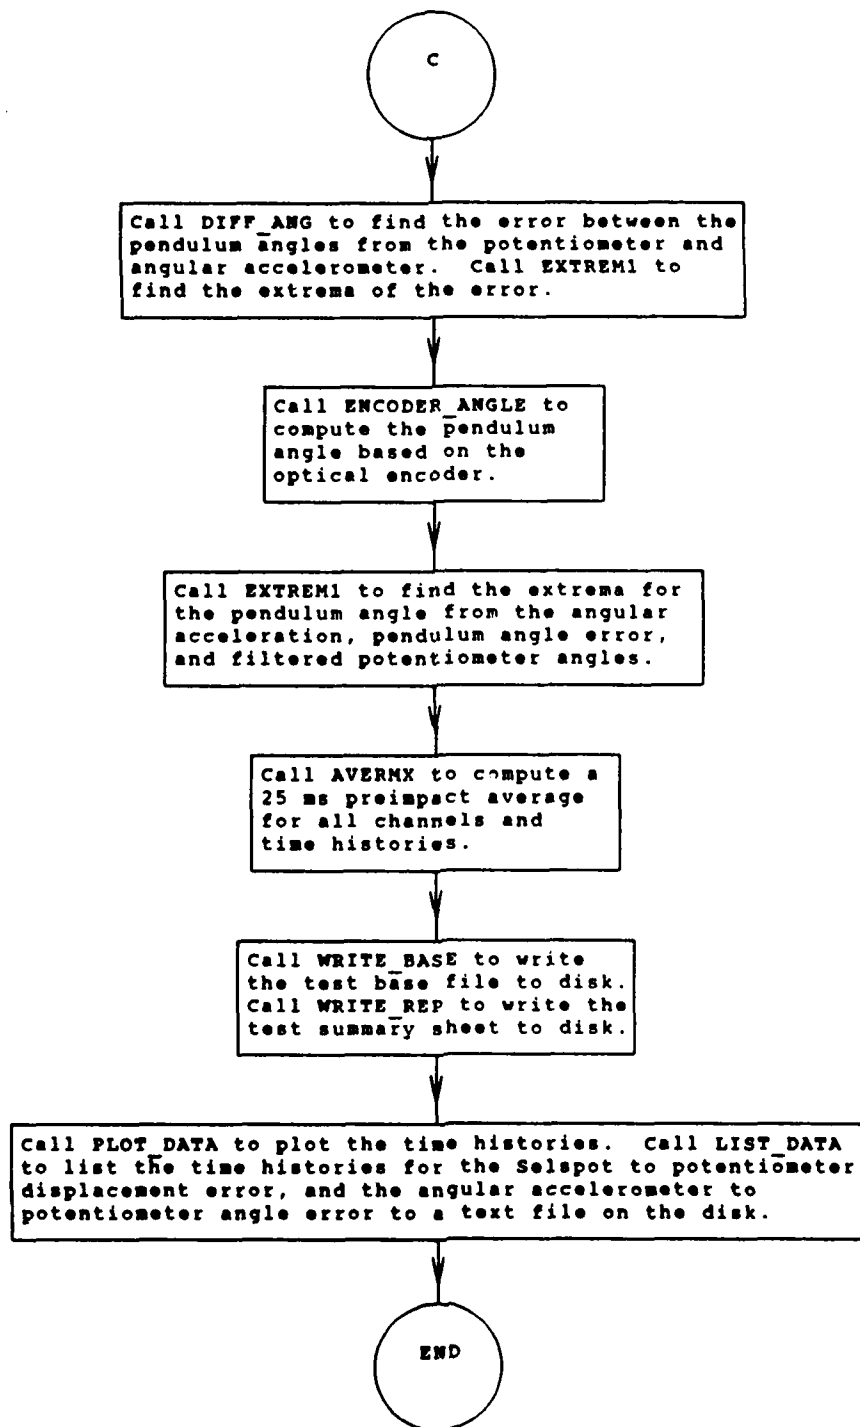 C
Call DIFF_ANG to find the error between the
pendulum angles from the potentiometer and
angular accelerometer. Call EXTREM1 to
find the extrema of the error.
Call ENCODER_ANGLE to
compute the pendulum
angle based on the
optical encoder.
Call EXTREM1 to find the extrema for
the pendulum angle from the angular
acceleration, pendulum angle error,
and filtered potentiometer angles.
Call AVERMX to compute a
25 ms preimpact average
for all channels and
time histories.
Call WRITE_BASE to write
the test base file to disk.
Call WRITE_REP to write the
test summary sheet to disk.
Call PLOT_DATA to plot the time histories. Call LIST_DATA
to list the time histories for the Selspot to potentiometer
displacement error, and the angular accelerometer to
potentiometer angle error to a text file on the disk.
END